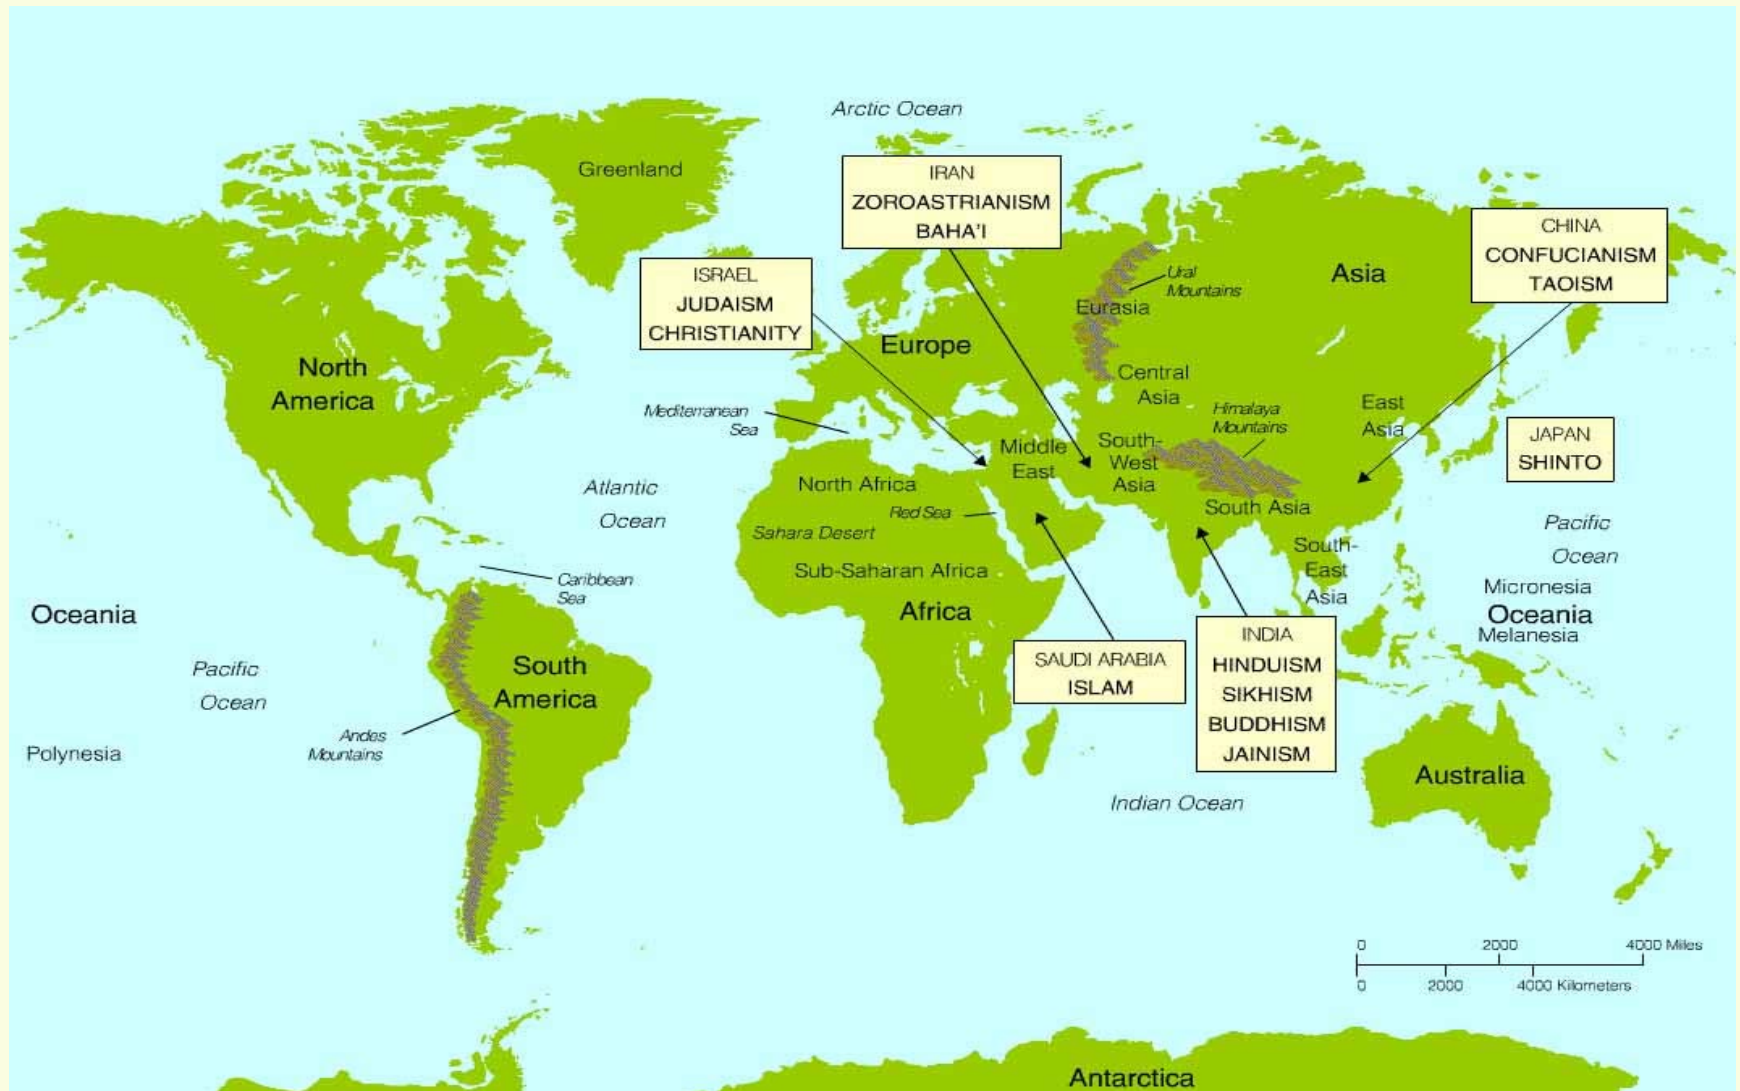 Arctic Ocean
Greenland
IRAN
ZOROASTRIANISM
BAHA'I
CHINA
CONFUCIANISM
TAOISM
ISRAEL
JUDAISM
CHRISTIANITY
Ural
Mountains
Asia
Eurasia
Europe
North
America
Central
Asia
Mediterranean
Sea
Himalaya
Mountains
East
Asia
JAPAN
SHINTO
Middle
East
South-
West
Asia
North Africa
Atlantic
Ocean
Red Sea
South Asia
Sahara Desert
Pacific
Ocean
South-
East
Asia
Sub-Saharan Africa
Caribbean
Sea
Africa
Micronesia
Oceania
Melanesia
Oceania
INDIA
HINDUISM
SIKHISM
BUDDHISM
JAINISM
SAUDI ARABIA
ISLAM
Pacific
Ocean
South
America
Andes
Mountains
Polynesia
Australia
Indian Ocean
0 2000 4000 Miles
0 2000 4000 Kilometers
Antarctica